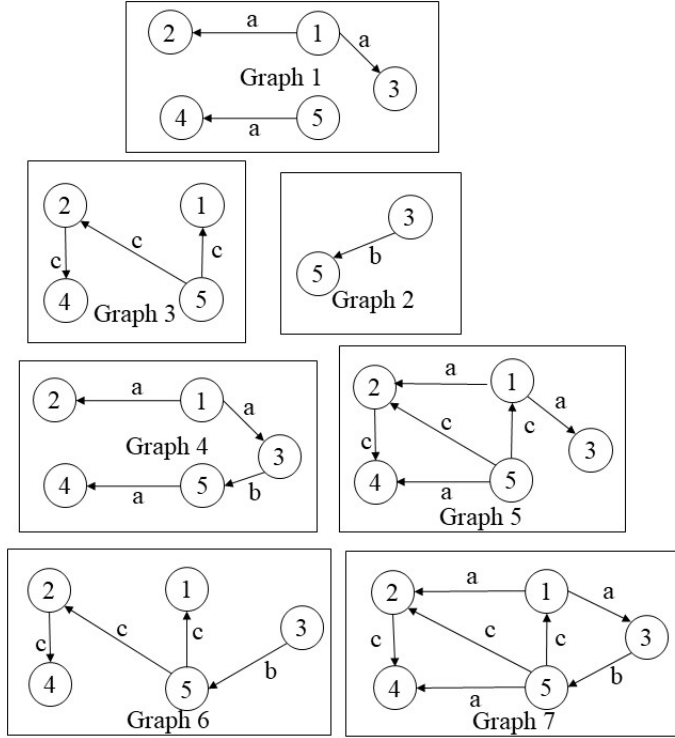 a
2 1 a
Graph 1 3
4 5
a
2 1
c c
c
4 5
Graph 3
3
b
5
Graph 2
a
2 1 a
Graph 4 3
4 5
a b
a
2 1 a
c c c 3
4 5
a
Graph 5
2 1
3
c c c
4 5 b
Graph 6
a
2 1 a
c c c 3
4 5 b
a
Graph 7